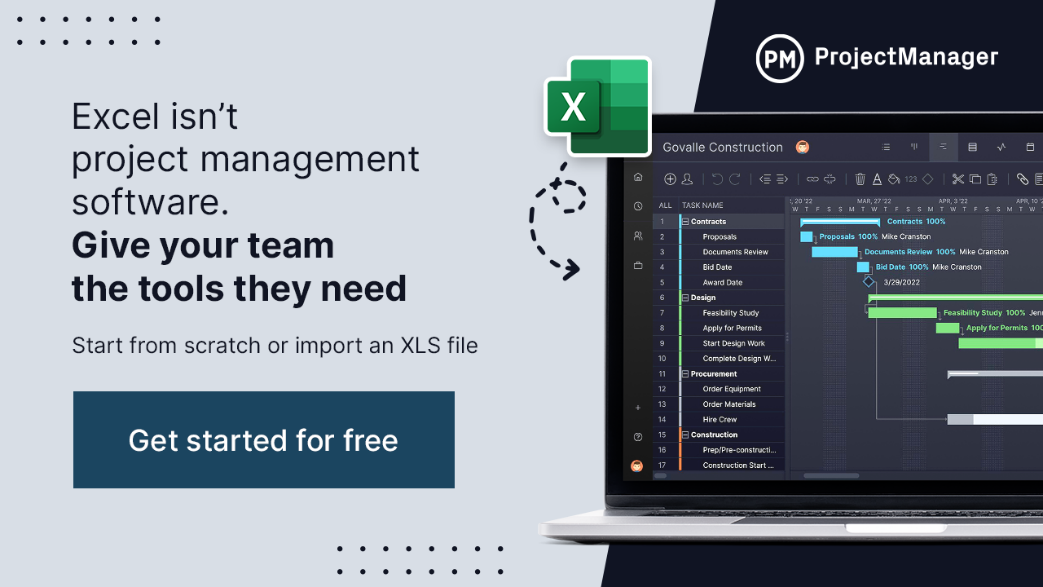 PM ProjectManager
Excel isn't
project management
software.
Give your team
the tools they need
Start from scratch or import an XLS file
Get started for free
X
Govalle Construction
123
ALL TASK NAME
, 20 '22 MAR, 27 '22 APR, 3 '22 APR, 10 '
W T F S S M T W T F S S M T W T F S S M T W
1 Contracts Contracts 100%
2 Proposals Proposals 100% Mike Cranston
3 Documents Review Documents Review 100% Mike Cranston
4 Bid Date Bid Date 100% Mike Cranston
5 Award Date 3/29/2022
6 Design
7 Feasibility Study Feasibility Study 100%
8 Apply for Permits Apply for Permits
9 Start Design Work
10 Complete Design W...
11 Procurement
12 Order Equipment
13 Order Materials
14 Hire Crew
15 Construction
16 Prep/Pre-constructi...
17 Construction Start ...